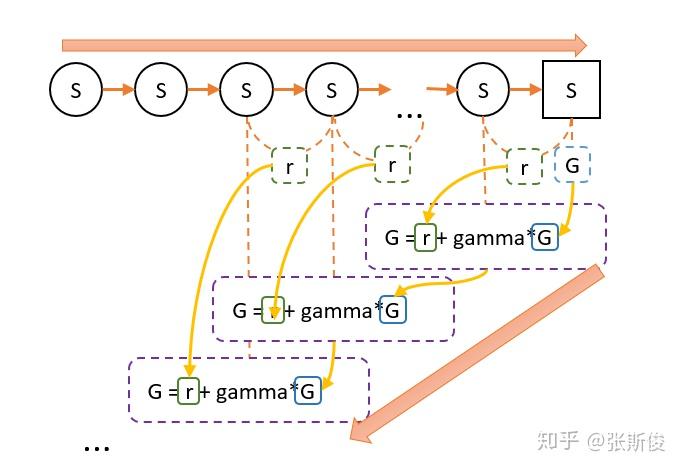 S S S S ... S S
r r r G
G = r + gamma*G
G = r + gamma*G
G = r + gamma*G
...
知乎 @张斯俊